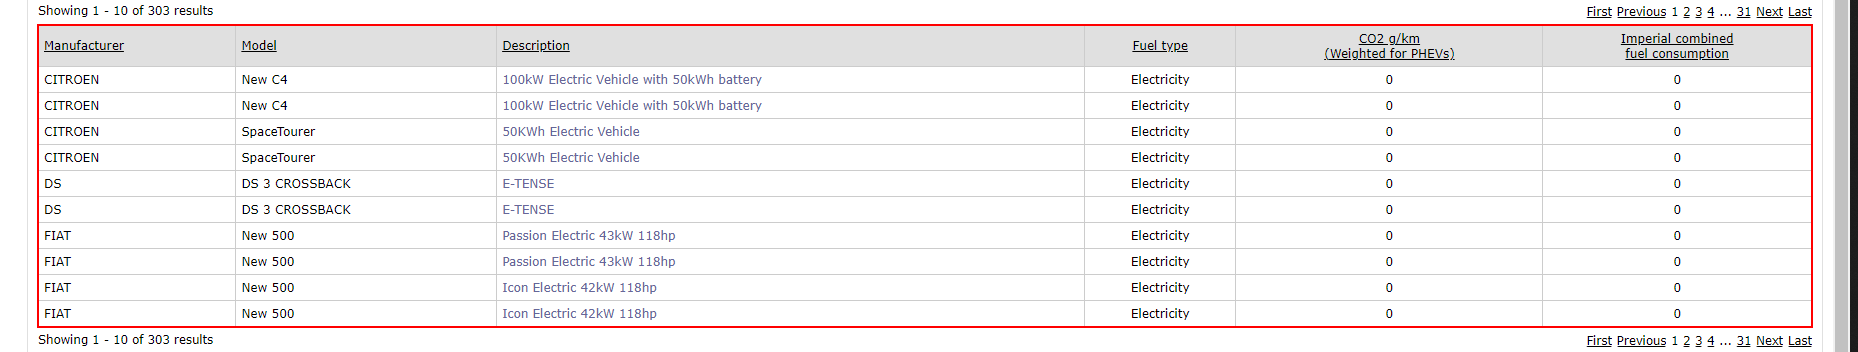 Showing 1 - 10 of 303 results First Previous 1 2 3 4 ... 31 Next Last
Manufacturer Model Description Fuel type CO2 g/km (Weighted for PHEVs) Imperial combined fuel consumption
CITROEN New C4 100kW Electric Vehicle with 50kWh battery Electricity 0 0
CITROEN New C4 100kW Electric Vehicle with 50kWh battery Electricity 0 0
CITROEN SpaceTourer 50KWh Electric Vehicle Electricity 0 0
CITROEN SpaceTourer 50KWh Electric Vehicle Electricity 0 0
DS DS 3 CROSSBACK E-TENSE Electricity 0 0
DS DS 3 CROSSBACK E-TENSE Electricity 0 0
FIAT New 500 Passion Electric 43kW 118hp Electricity 0 0
FIAT New 500 Passion Electric 43kW 118hp Electricity 0 0
FIAT New 500 Icon Electric 42kW 118hp Electricity 0 0
FIAT New 500 Icon Electric 42kW 118hp Electricity 0 0
Showing 1 - 10 of 303 results First Previous 1 2 3 4 ... 31 Next Last